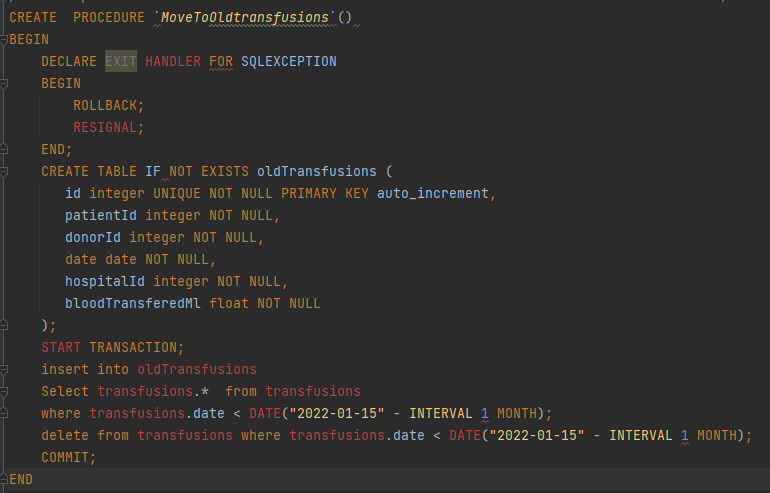 CREATE  PROCEDURE `MoveToOldtransfusions`()
BEGIN
    DECLARE EXIT HANDLER FOR SQLEXCEPTION
    BEGIN
        ROLLBACK;
        RESIGNAL;
    END;
    CREATE TABLE IF NOT EXISTS oldTransfusions (
       id integer UNIQUE NOT NULL PRIMARY KEY auto_increment,
       patientId integer NOT NULL,
       donorId integer NOT NULL,
       date date NOT NULL,
       hospitalId integer NOT NULL,
       bloodTransferedMl float NOT NULL
    );
    START TRANSACTION;
    insert into oldTransfusions
    Select transfusions.*  from transfusions
    where transfusions.date < DATE("2022-01-15" - INTERVAL 1 MONTH);
    delete from transfusions where transfusions.date < DATE("2022-01-15" - INTERVAL 1 MONTH);
    COMMIT;
END